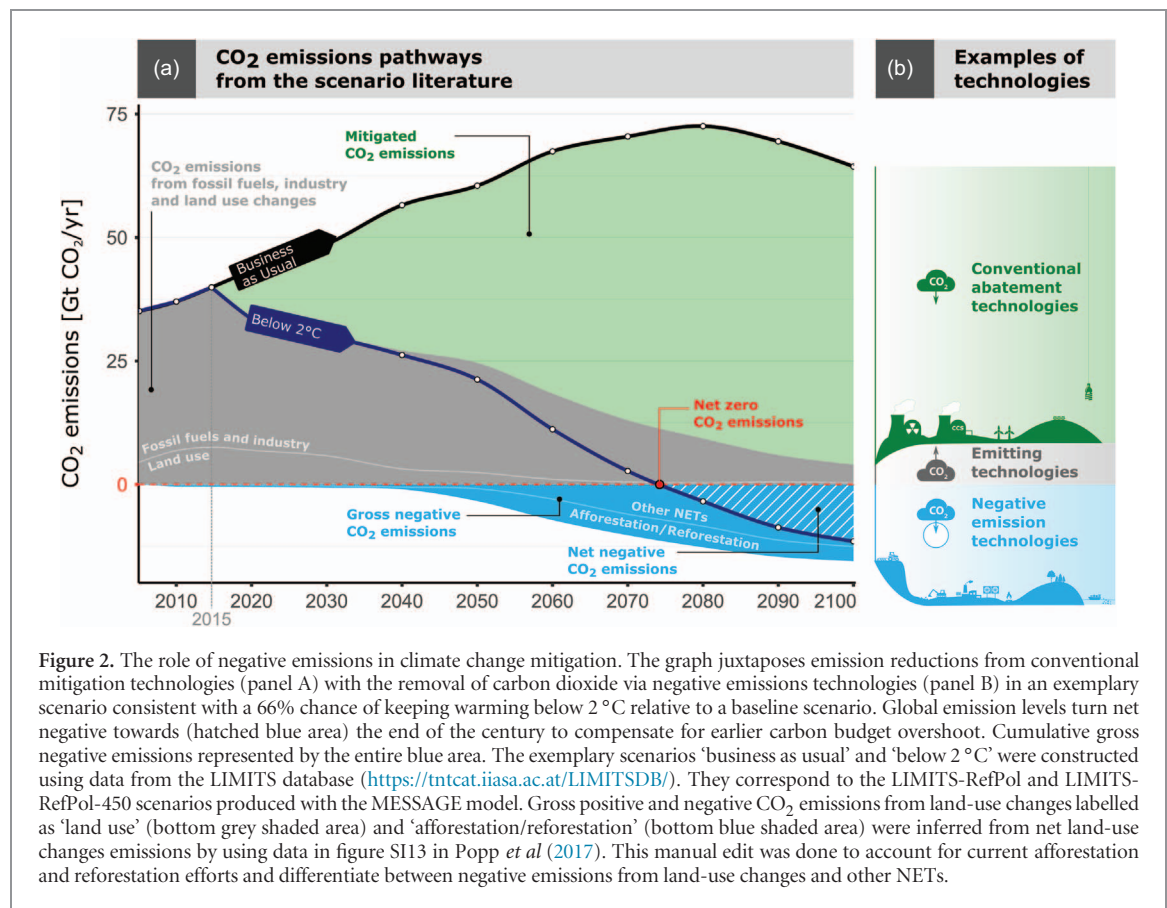 (a)
CO2 emissions pathways
from the scenario literature
(b)
Examples of
technologies
CO2 emissions [Gt CO2/yr]
75
50
25
0
Mitigated
CO2 emissions
CO2 emissions
from fossil fuels, industry
and land use changes
Business
as Usual
Below 2°C
Net zero
CO2 emissions
Fossil fuels and industry
Land use
Gross negative
CO2 emissions
Other NETs
Afforestation/Reforestation
Net negative
CO2 emissions
2010
2020
2030
2040
2050
2060
2070
2080
2090
2100
2015
CO2
Conventional
abatement
technologies
CCS
CO2
Emitting
technologies
CO2
Negative
emission
technologies
Figure 2. The role of negative emissions in climate change mitigation. The graph juxtaposes emission reductions from conventional
mitigation technologies (panel A) with the removal of carbon dioxide via negative emissions technologies (panel B) in an exemplary
scenario consistent with a 66% chance of keeping warming below 2 °C relative to a baseline scenario. Global emission levels turn net
negative towards (hatched blue area) the end of the century to compensate for earlier carbon budget overshoot. Cumulative gross
negative emissions represented by the entire blue area. The exemplary scenarios ‘business as usual’ and ‘below 2 °C’ were constructed
using data from the LIMITS database (https://tntcat.iiasa.ac.at/LIMITSDB/). They correspond to the LIMITS-RefPol and LIMITS-
RefPol-450 scenarios produced with the MESSAGE model. Gross positive and negative CO2 emissions from land-use changes labelled
as ‘land use’ (bottom grey shaded area) and ‘afforestation/reforestation’ (bottom blue shaded area) were inferred from net land-use
changes emissions by using data in figure SI13 in Popp et al (2017). This manual edit was done to account for current afforestation
and reforestation efforts and differentiate between negative emissions from land-use changes and other NETs.